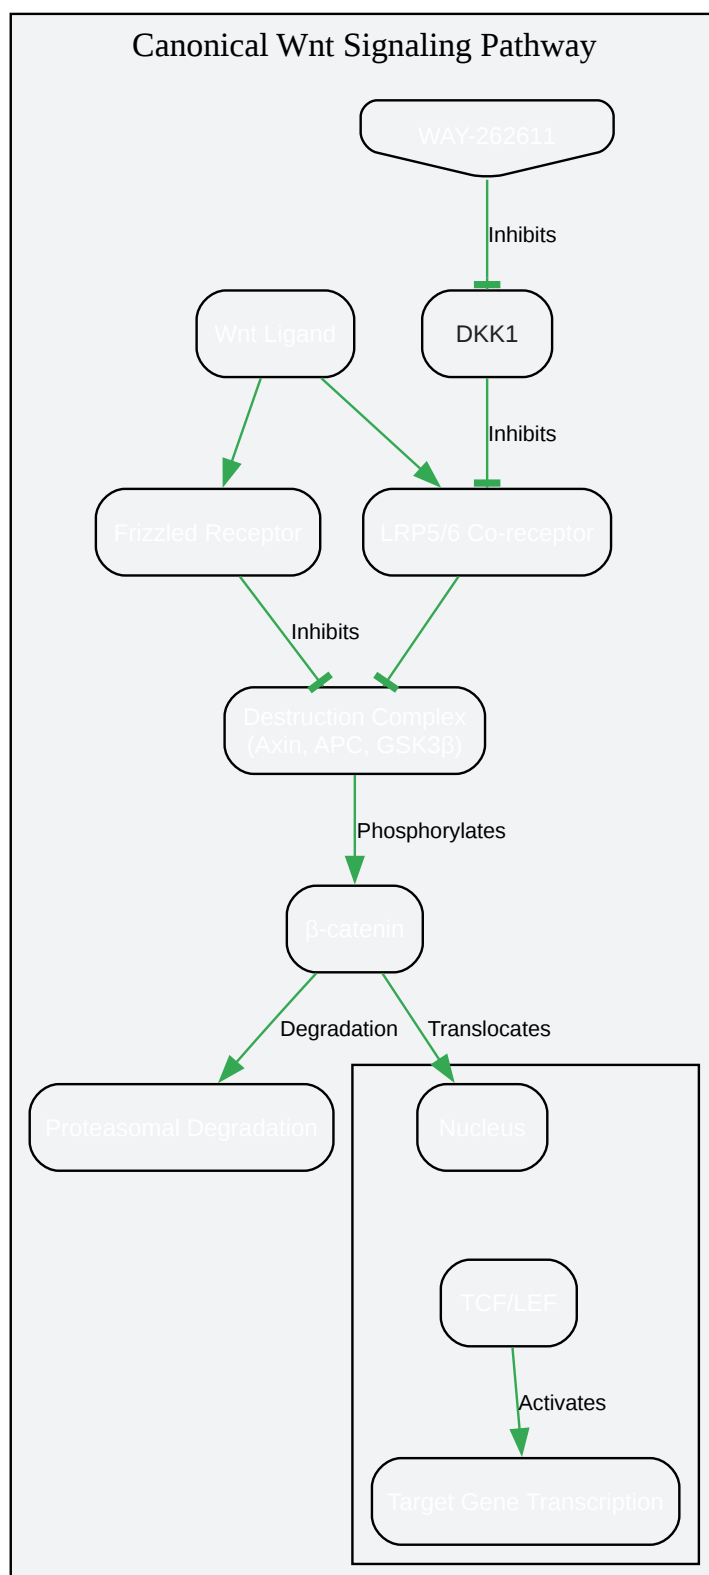 Canonical Wnt Signaling Pathway
WAY-262611
Inhibits
Wnt Ligand
DKK1
Inhibits
Frizzled Receptor
LRP5/6 Co-receptor
Inhibits
Destruction Complex
(Axin, APC, GSK3β)
Phosphorylates
β-catenin
Degradation
Translocates
Proteasomal Degradation
Nucleus
TCF/LEF
Activates
Target Gene Transcription